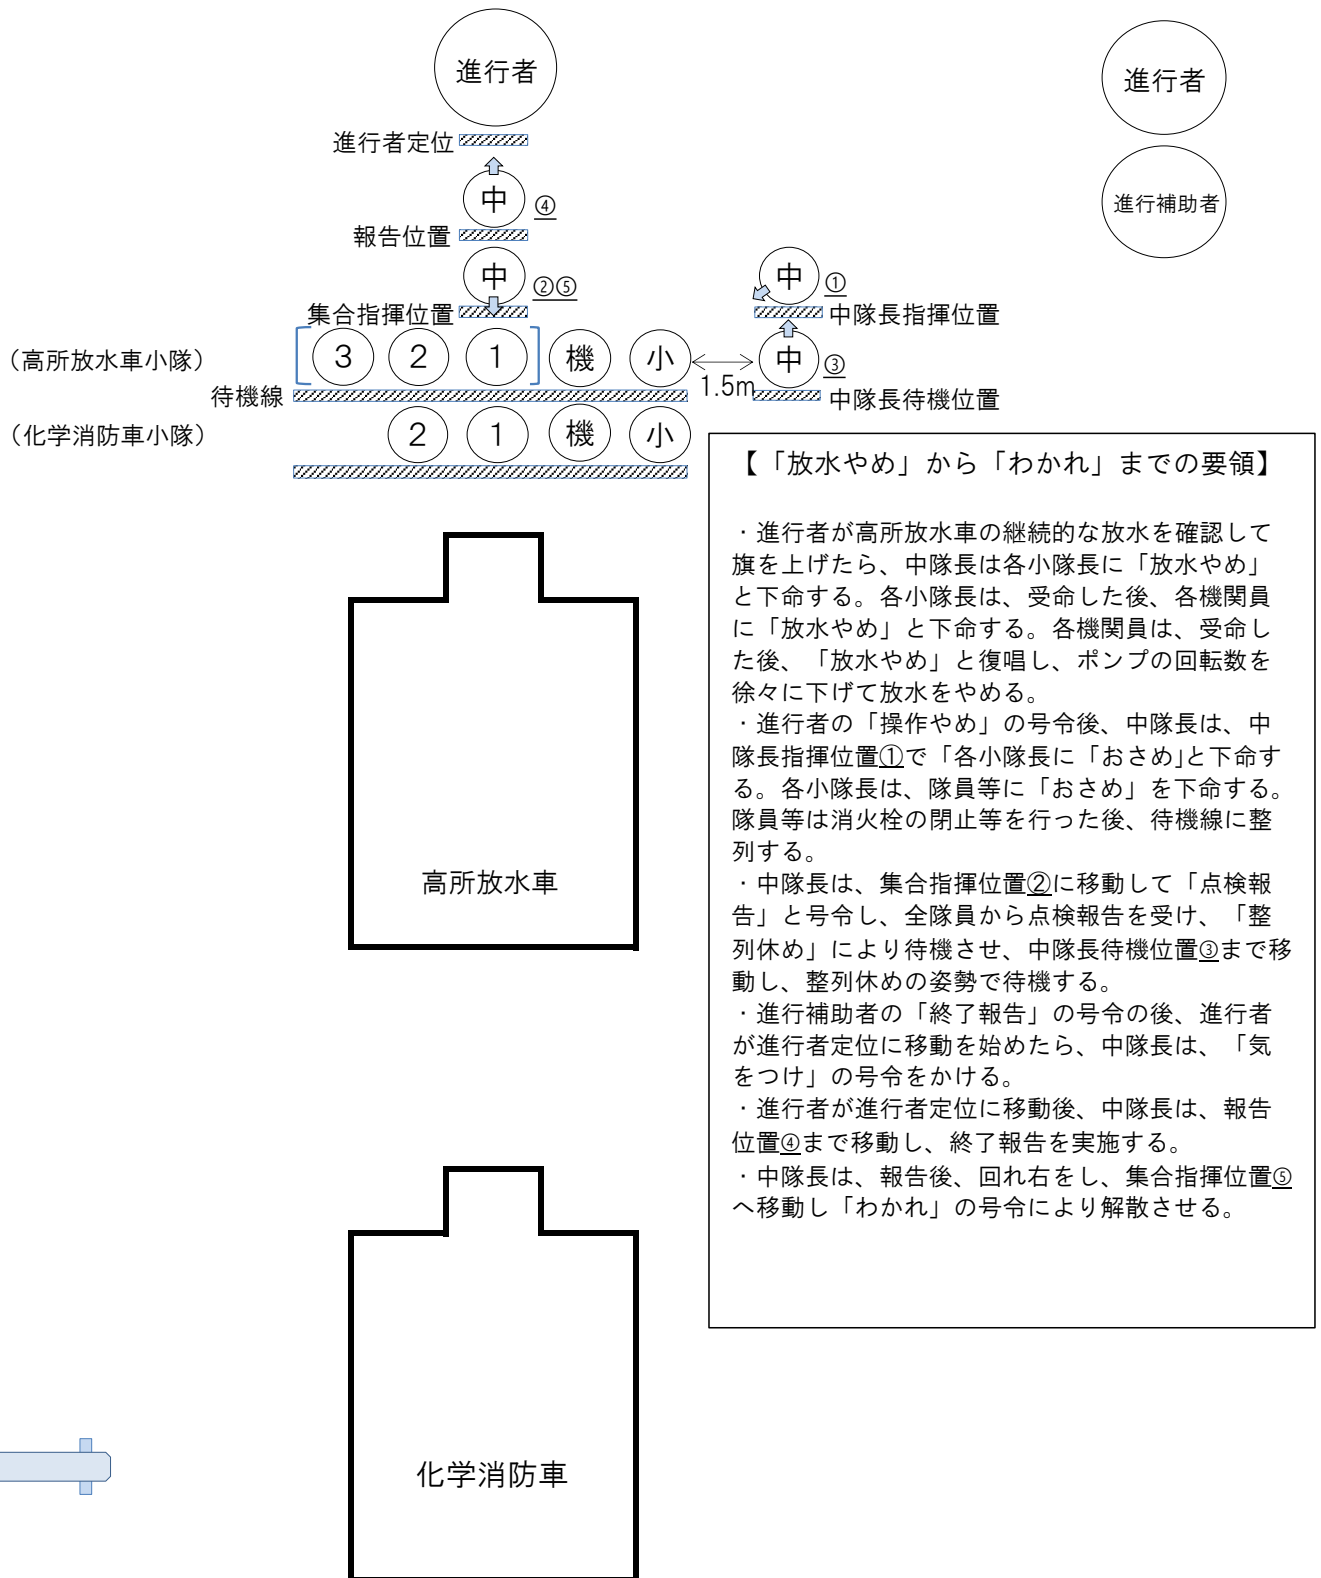 進行者
進行者
進行者定位
中
④
進行補助者
報告位置
中
②⑤
中
①
集合指揮位置
中隊長指揮位置
（高所放水車小隊）
3
2
1
機
小
中
③
1.5m
待機線
中隊長待機位置
（化学消防車小隊）
2
1
機
小
【「放水やめ」から「わかれ」までの要領】
・進行者が高所放水車の継続的な放水を確認して
旗を上げたら、中隊長は各小隊長に「放水やめ」
と下命する。各小隊長は、受命した後、各機関員
に「放水やめ」と下命する。各機関員は、受命し
た後、「放水やめ」と復唱し、ポンプの回転数を
徐々に下げて放水をやめる。
・進行者の「操作やめ」の号令後、中隊長は、中
隊長指揮位置①で「各小隊長に「おさめ」と下命す
る。各小隊長は、隊員等に「おさめ」を下命する。
隊員等は消火栓の閉止等を行った後、待機線に整
列する。
・中隊長は、集合指揮位置②に移動して「点検報
告」と号令し、全隊員から点検報告を受け、「整
列休め」により待機させ、中隊長待機位置③まで移
動し、整列休めの姿勢で待機する。
・進行補助者の「終了報告」の号令の後、進行者
が進行者定位に移動を始めたら、中隊長は、「気
をつけ」の号令をかける。
・進行者が進行者定位に移動後、中隊長は、報告
位置④まで移動し、終了報告を実施する。
・中隊長は、報告後、回れ右をし、集合指揮位置⑤
へ移動し「わかれ」の号令により解散させる。
高所放水車
化学消防車